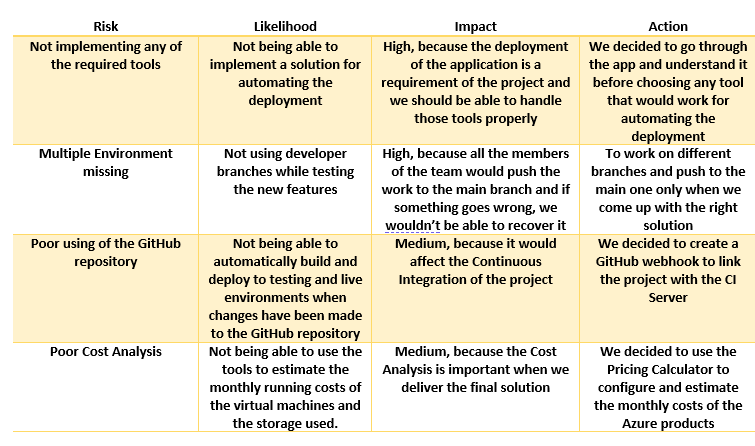 Risk Likelihood Impact Action
Not implementing any of
the required tools
Not being able to
implement a solution for
automating the
deployment
High, because the deployment
of the application is a
requirement of the project and
we should be able to handle
those tools properly
We decided to go through
the app and understand it
before choosing any tool
that would work for
automating the
deployment
Multiple Environment
missing
Not using developer
branches while testing
the new features
High, because all the members
of the team would push the
work to the main branch and if
something goes wrong, we
wouldn't be able to recover it
To work on different
branches and push to the
main one only when we
come up with the right
solution
Poor using of the GitHub
repository
Not being able to
automatically build and
deploy to testing and live
environments when
changes have been made
to the GitHub repository
Medium, because it would
affect the Continuous
Integration of the project
We decided to create a
GitHub webhook to link
the project with the CI
Server
Poor Cost Analysis
Not being able to use the
tools to estimate the
monthly running costs of
the virtual machines and
the storage used.
Medium, because the Cost
Analysis is important when we
deliver the final solution
We decided to use the
Pricing Calculator to
configure and estimate
the monthly costs of the
Azure products